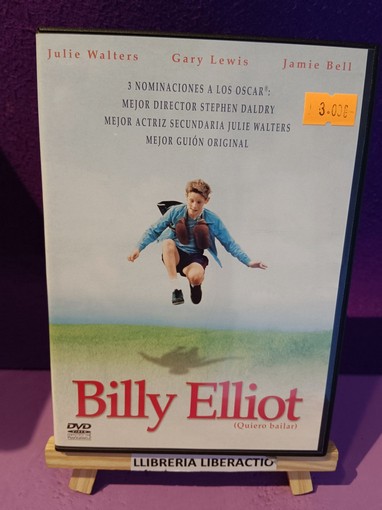 Julie Walters Gary Lewis Jamie Bell
3 NOMINACIONES A LOS OSCAR®:
MEJOR DIRECTOR STEPHEN DALDRY
MEJOR ACTRIZ SECUNDARIA JULIE WALTERS
MEJOR GUIÓN ORIGINAL
3.00€
Billy Elliot
(Quiero bailar)
DVD
VIDEO
LLIBRERIA LIBERACTIO